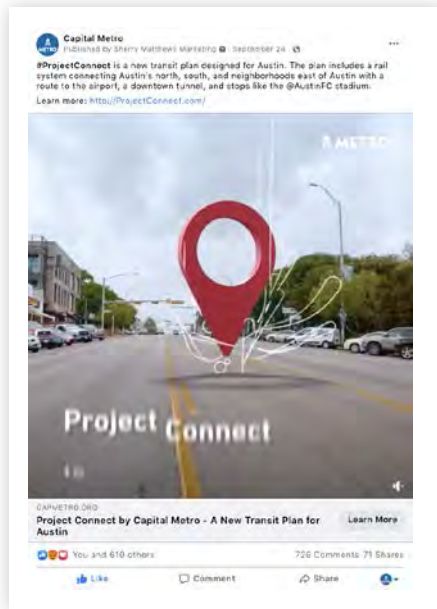 Capital Metro
Published by Sherry Matthews Marketing · September 24 ·
#ProjectConnect is a new transit plan designed for Austin. The plan includes a rail
system connecting Austin's north, south, and neighborhoods east of Austin with a
route to the airport, a downtown tunnel, and stops like the @AustinFC stadium.
Learn more: http://ProjectConnect.com/
METRO
Project Connect
CAPMETRO.ORG
Project Connect by Capital Metro - A New Transit Plan for
Austin
Learn More
You and 610 others
726 Comments 71 Shares
Like Comment Share